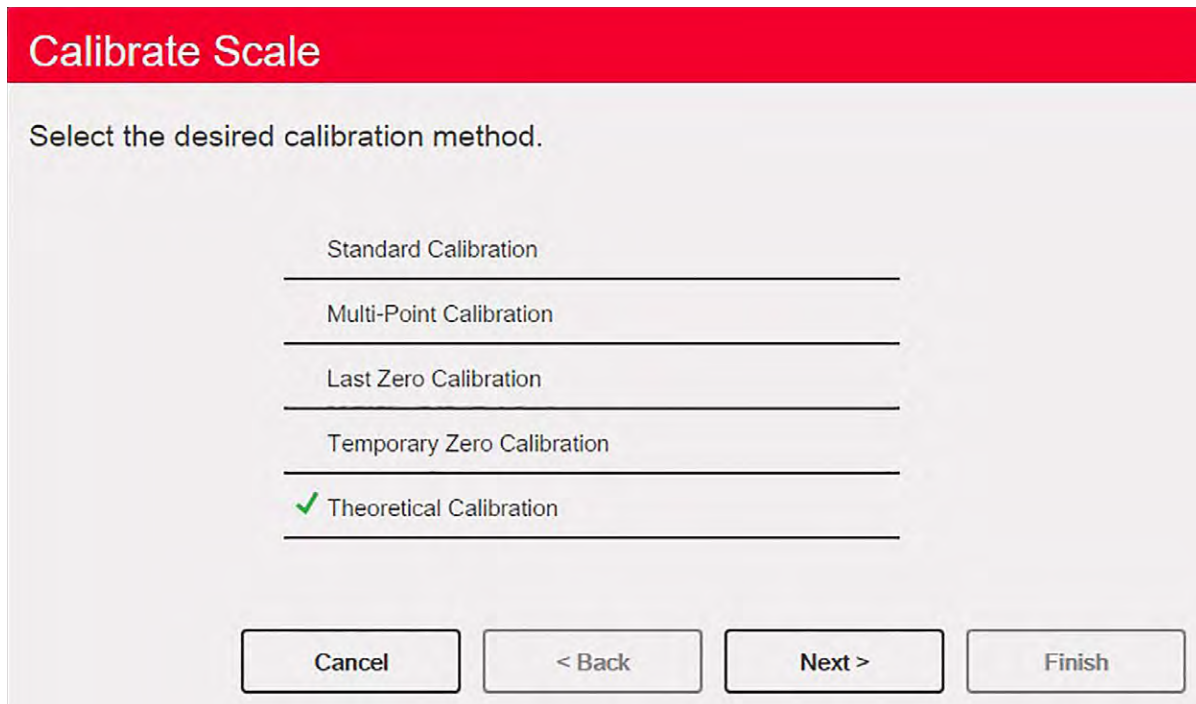 Calibrate Scale
Select the desired calibration method.
Standard Calibration
Multi-Point Calibration
Last Zero Calibration
Temporary Zero Calibration
Theoretical Calibration
Cancel
< Back
Next >
Finish